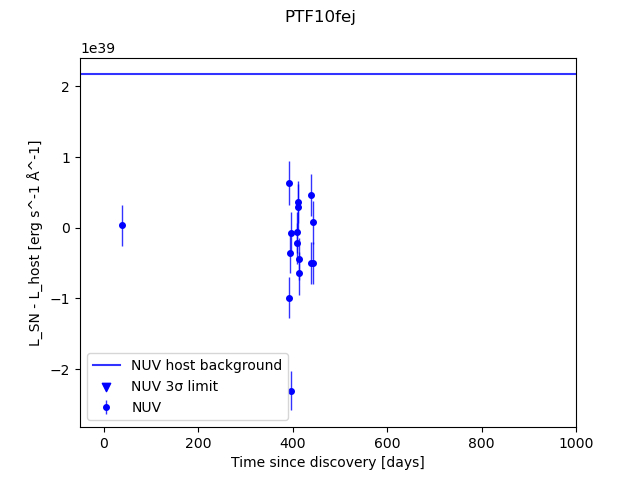 PTF10fej
1e39
2
1
0
−1
−2
L_SN - L_host [erg s^-1 Å^-1]
NUV host background
NUV 3σ limit
NUV
0 200 400 600 800 1000
Time since discovery [days]